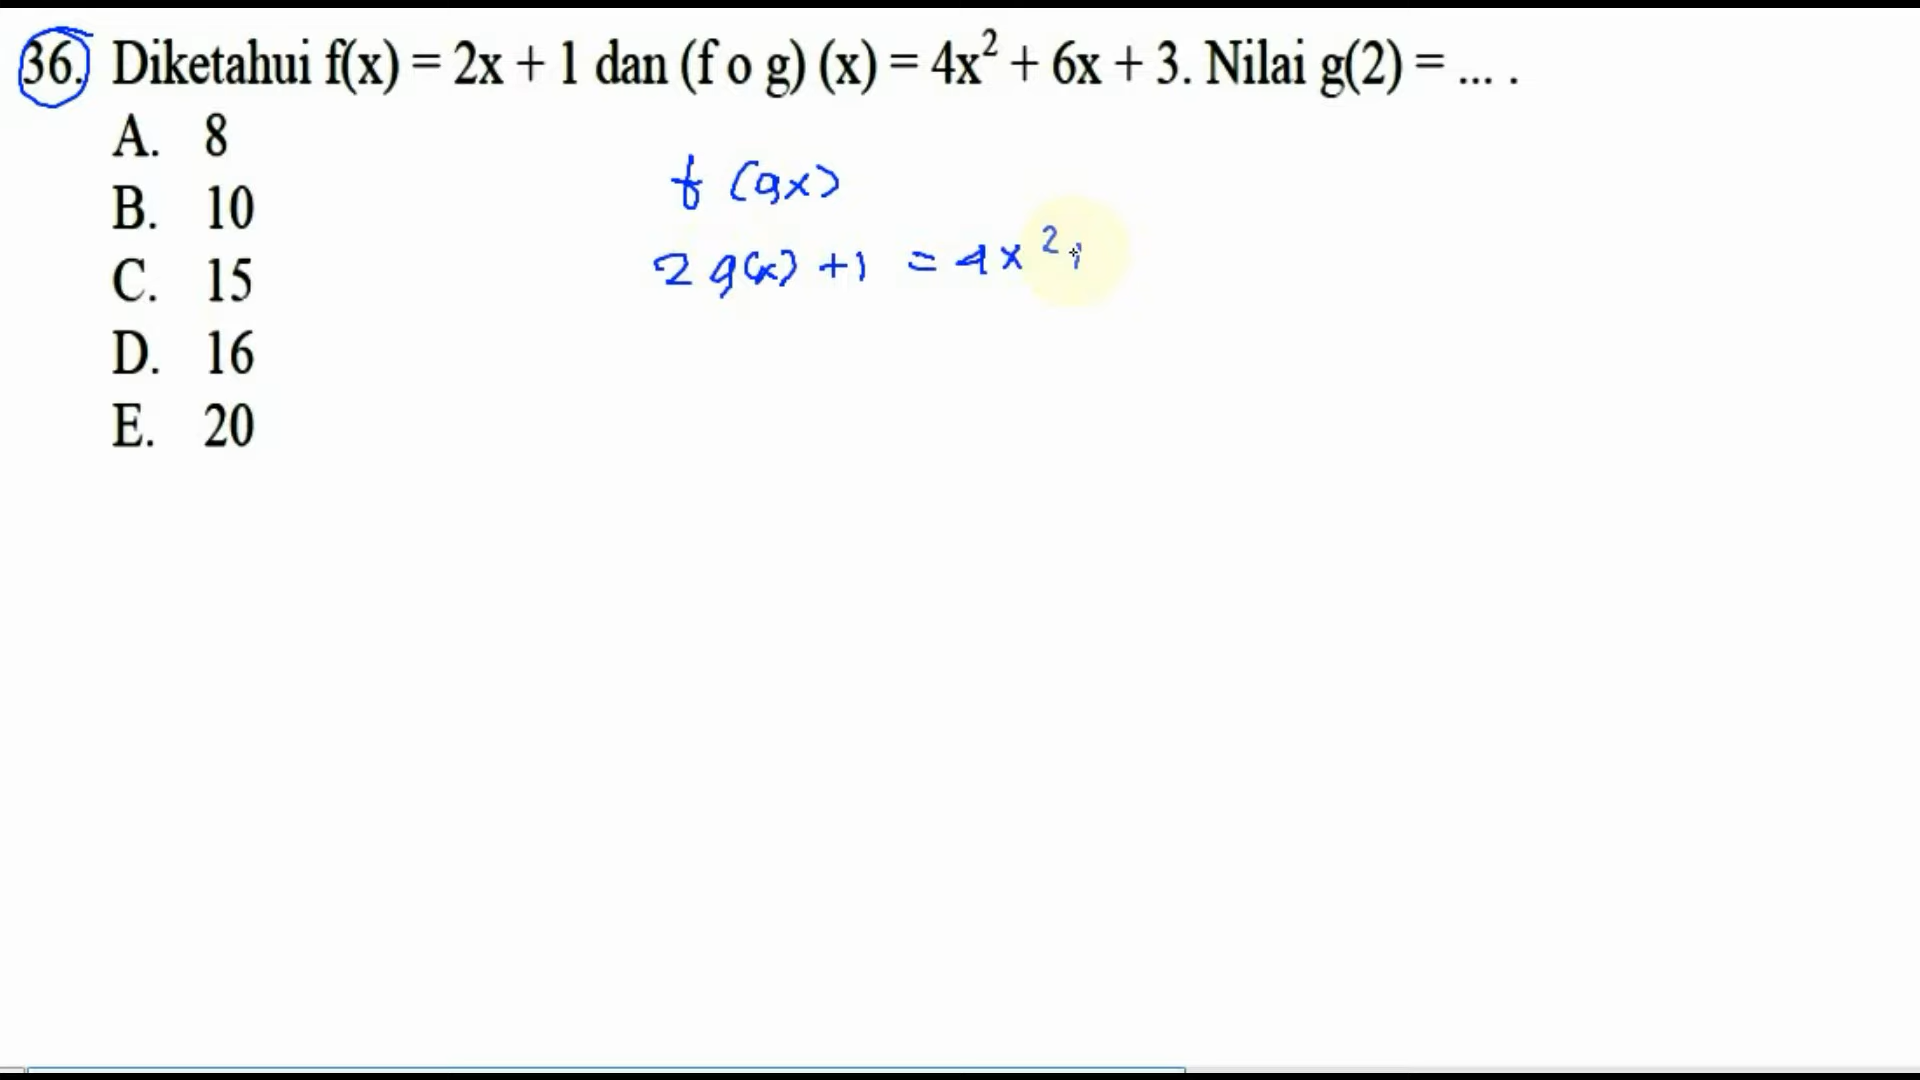 36. Diketahui f(x) = 2x + 1 dan (f o g) (x) = 4x² + 6x + 3. Nilai g(2) = ... .
A. 8
B. 10
C. 15
D. 16
E. 20
f (gx)
2 g(x) +1 = 4x²